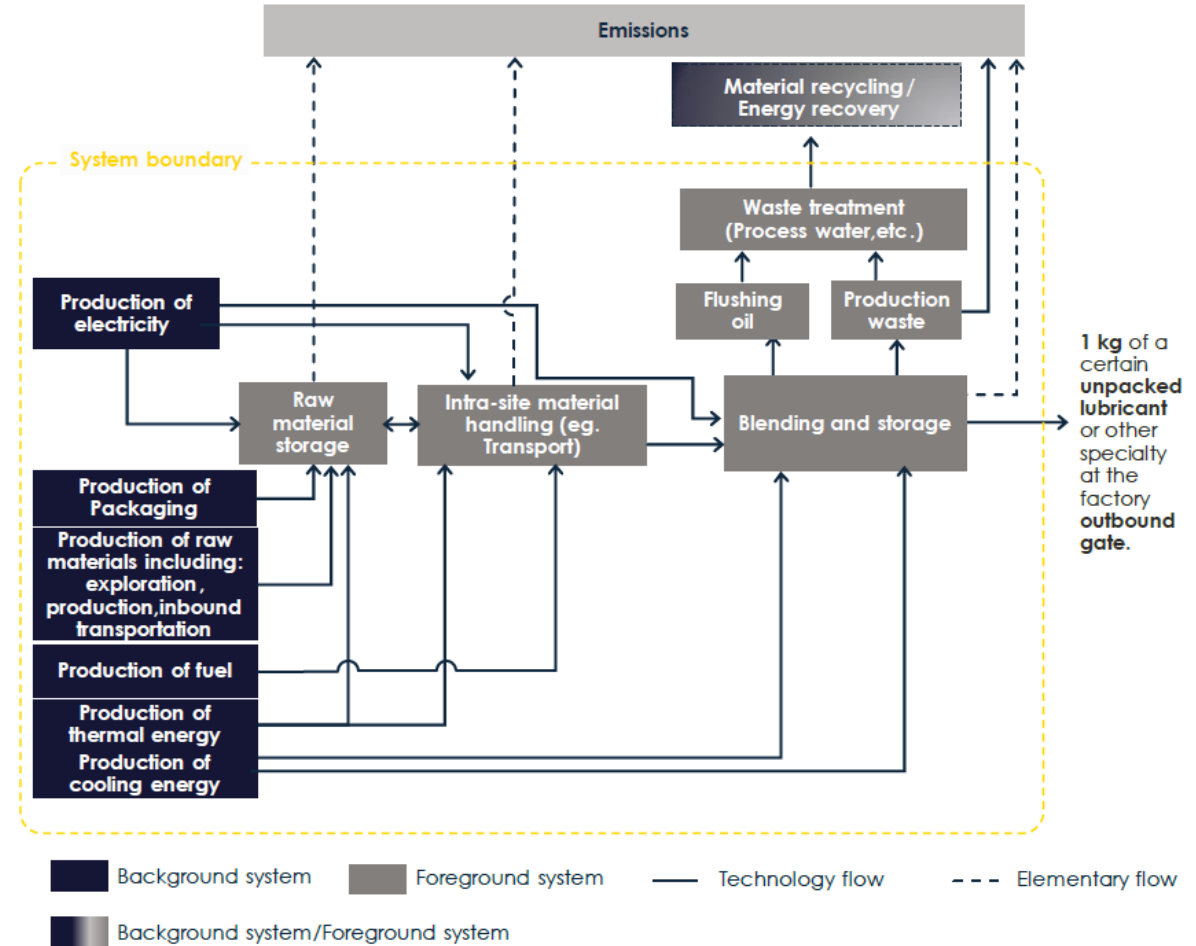 Emissions
Material recycling/
Energy recovery
System boundary
Waste treatment
(Process water,etc.)
Production of
electricity
Flushing
oil
Production
waste
Raw
material
storage
Intra-site material
handling (eg.
Transport)
Blending and storage
1 kg of a
certain
unpacked
lubricant
or other
specialty
at the
factory
outbound
gate.
Production of
Packaging
Production of raw
materials including:
exploration,
production,inbound
transportation
Production of fuel
Production of
thermal energy
Production of
cooling energy
Background system
Foreground system
Technology flow
Elementary flow
Background system/Foreground system